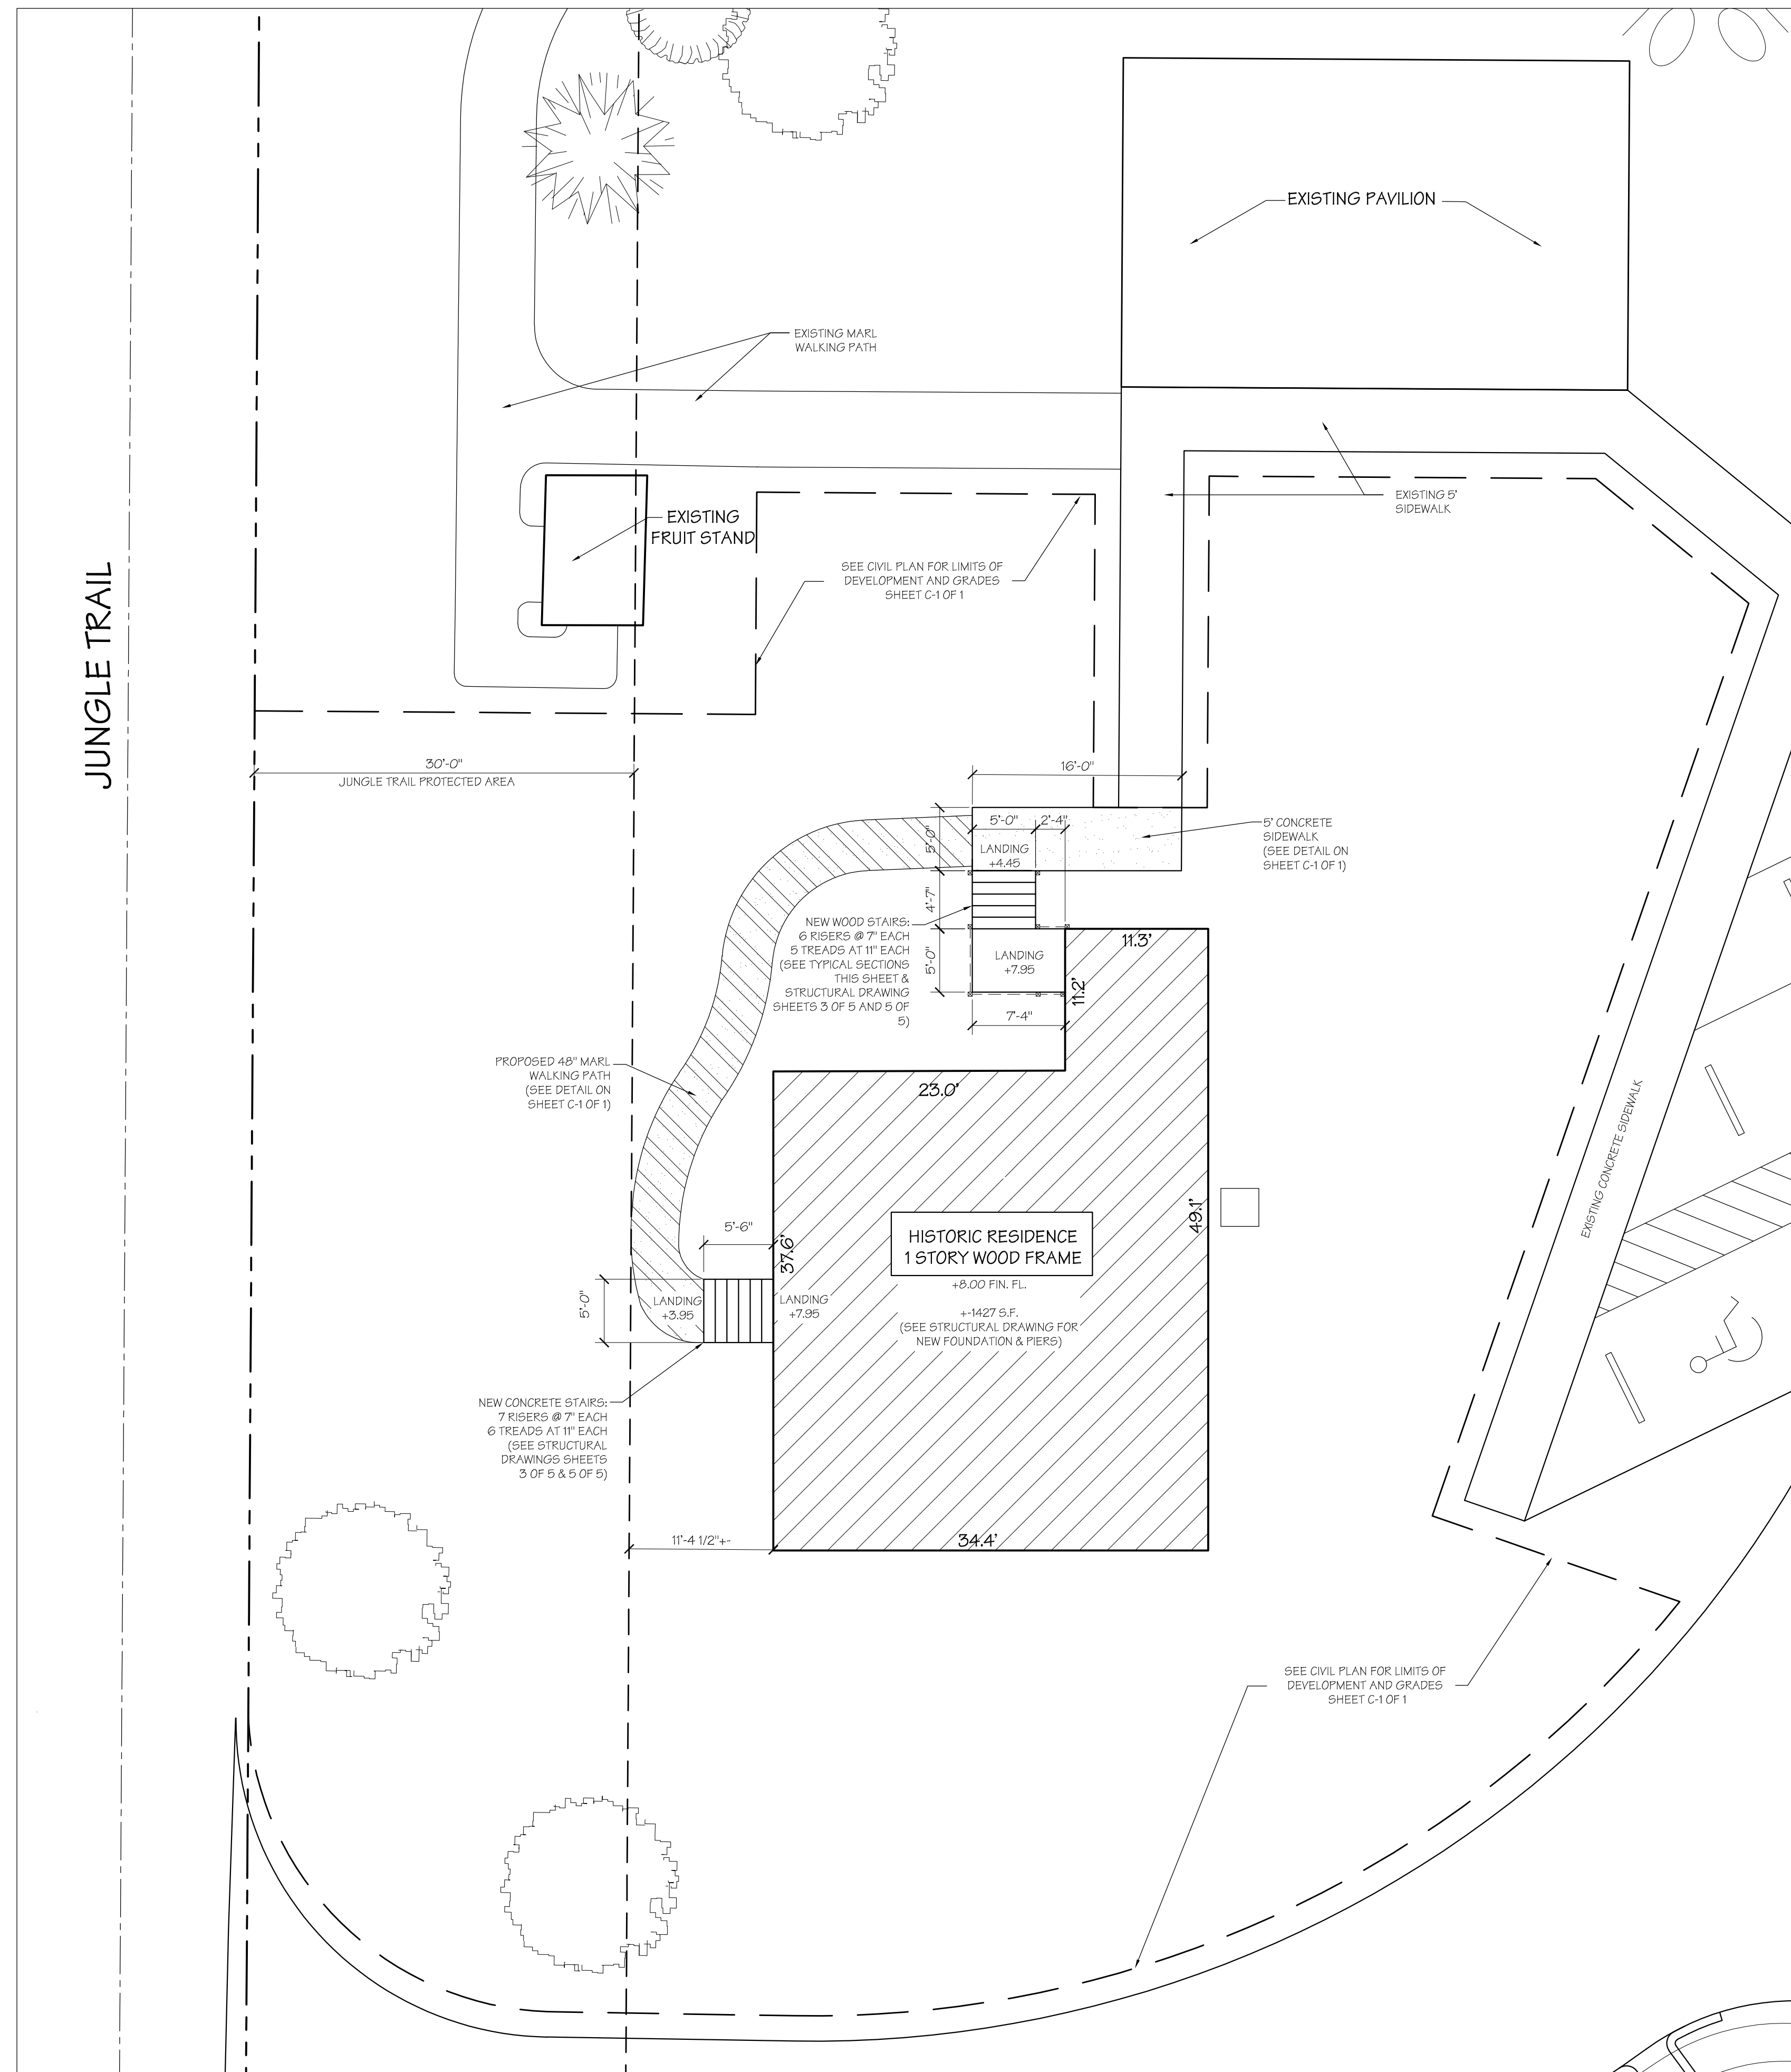 EXISTING PAVILION
EXISTING MARL
WALKING PATH
EXISTING 5'
SIDEWALK
EXISTING
FRUIT STAND
SEE CIVIL PLAN FOR LIMITS OF
DEVELOPMENT AND GRADES
SHEET C-1 OF 1
JUNGLE TRAIL
30'-0"
JUNGLE TRAIL PROTECTED AREA
16'-0"
5'-0"
5'-0"
2'-4"
LANDING
+4.45
5' CONCRETE
SIDEWALK
(SEE DETAIL ON
SHEET C-1 OF 1)
4'-7"
NEW WOOD STAIRS:
6 RISERS @ 7" EACH
5 TREADS AT 11" EACH
(SEE TYPICAL SECTIONS
THIS SHEET &
STRUCTURAL DRAWING
SHEETS 3 OF 5 AND 5 OF
5)
5'-0"
LANDING
+7.95
11.3'
11.2'
7'-4"
PROPOSED 48" MARL
WALKING PATH
(SEE DETAIL ON
SHEET C-1 OF 1)
23.0'
EXISTING CONCRETE SIDEWALK
49.1'
5'-6"
37.6'
HISTORIC RESIDENCE
1 STORY WOOD FRAME
+8.00 FIN. FL.
+-1427 S.F.
(SEE STRUCTURAL DRAWING FOR
NEW FOUNDATION & PIERS)
5'-0"
LANDING
+3.95
LANDING
+7.95
NEW CONCRETE STAIRS:
7 RISERS @ 7" EACH
6 TREADS AT 11" EACH
(SEE STRUCTURAL
DRAWINGS SHEETS
3 OF 5 & 5 OF 5)
11'-4 1/2"+-
34.4'
SEE CIVIL PLAN FOR LIMITS OF
DEVELOPMENT AND GRADES
SHEET C-1 OF 1